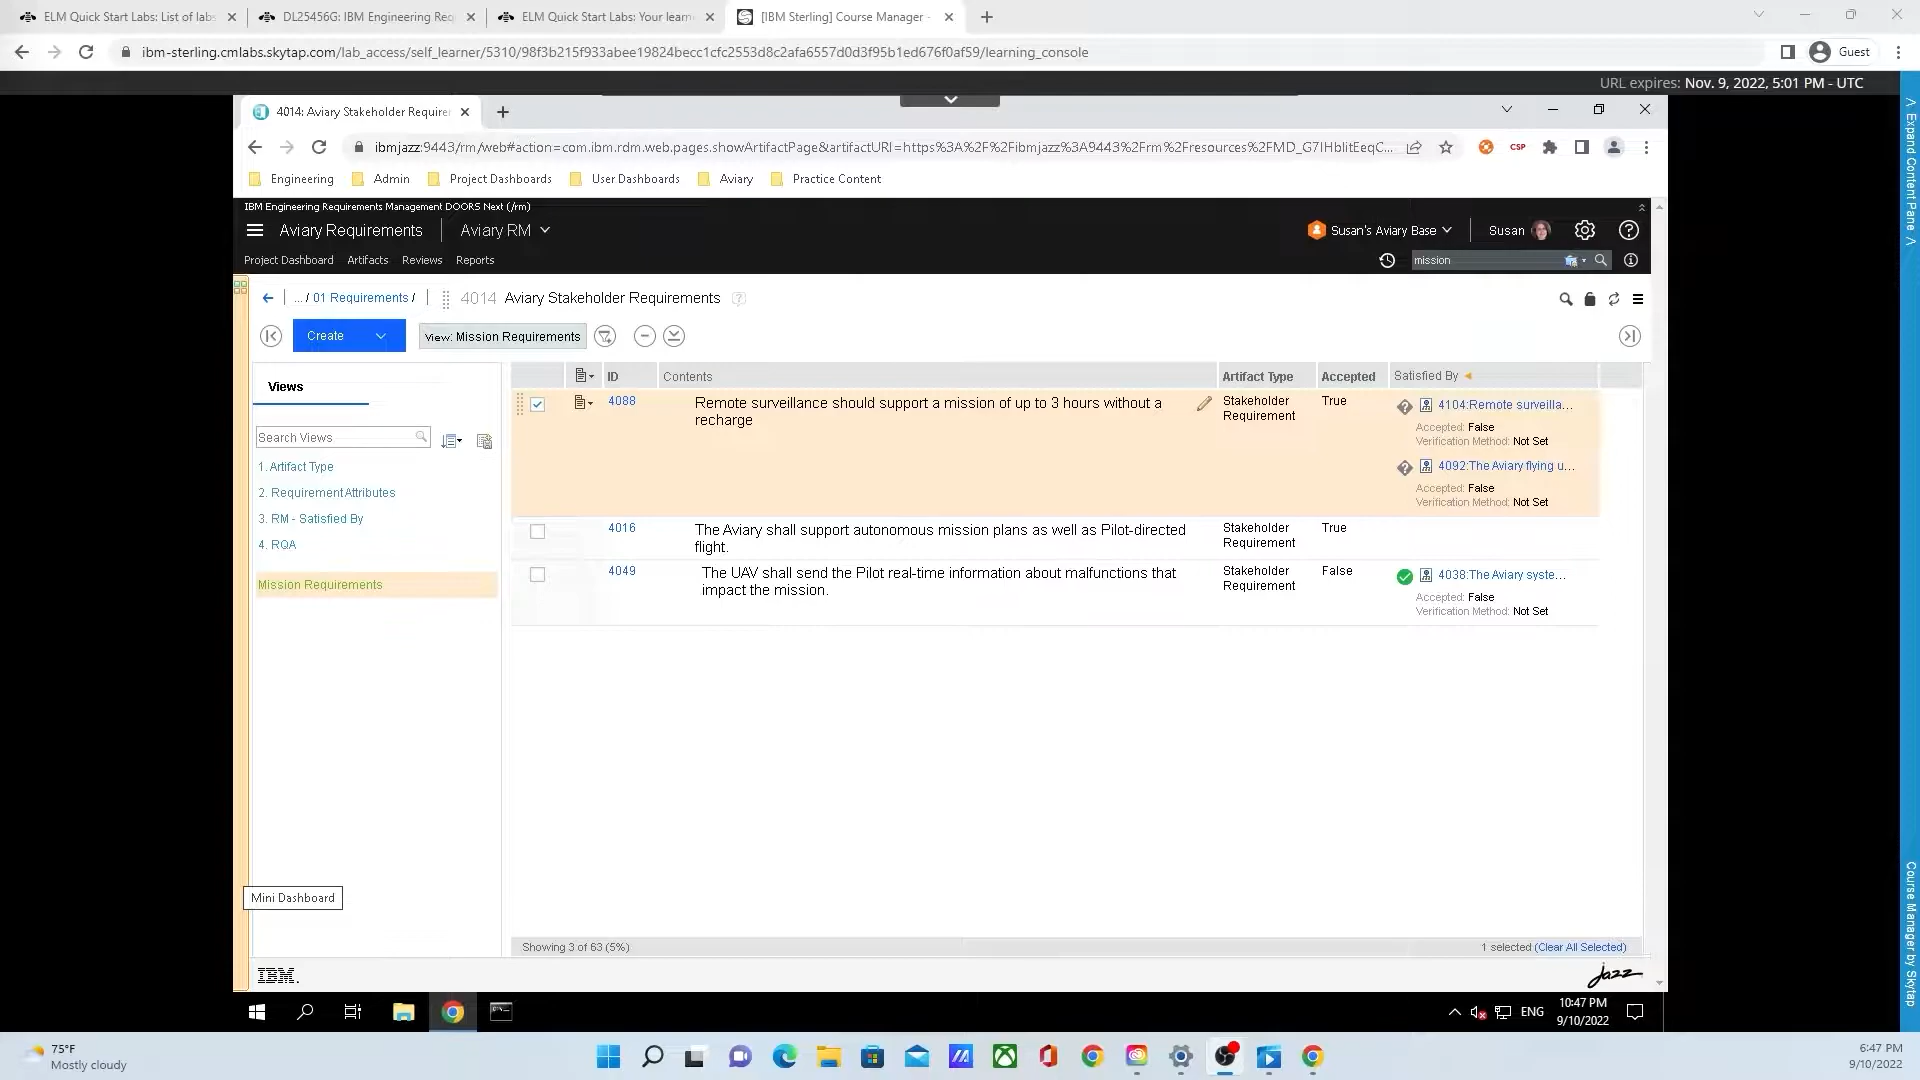 ELM Quick Start Labs: List of labs
DL25456G: IBM Engineering Req
ELM Quick Start Labs: Your learn
[IBM Sterling] Course Manager -
ibm-sterling.cmlabs.skytap.com/lab_access/self_learner/5310/98f3b215f933abee19824becc1cfc2553d8c2afa6557d0d3f95b1ed676f0af59/learning_console
Guest
URL expires: Nov. 9, 2022, 5:01 PM - UTC
4014: Aviary Stakeholder Requirer
ibmjazz:9443/rm/web#action=com.ibm.rdm.web.pages.showArtifactPage&artifactURI=https%3A%2F%2Fibmjazz%3A9443%2Frm%2Fresources%2FMD_G7IHblitEeqC...
CSP
Engineering
Admin
Project Dashboards
User Dashboards
Aviary
Practice Content
IBM Engineering Requirements Management DOORS Next (/rm)
Aviary Requirements
Aviary RM
Susan's Aviary Base
Susan
Project Dashboard
Artifacts
Reviews
Reports
mission
... / 01 Requirements /
4014 Aviary Stakeholder Requirements
Create
View: Mission Requirements
Views
Search Views
1. Artifact Type
2. Requirement Attributes
3. RM - Satisfied By
4. RQA
Mission Requirements
ID
Contents
Artifact Type
Accepted
Satisfied By
4088
Remote surveillance should support a mission of up to 3 hours without a
recharge
Stakeholder
Requirement
True
4104:Remote surveilla...
Accepted: False
Verification Method: Not Set
4092:The Aviary flying u...
Accepted: False
Verification Method: Not Set
4016
The Aviary shall support autonomous mission plans as well as Pilot-directed
flight.
Stakeholder
Requirement
True
4049
The UAV shall send the Pilot real-time information about malfunctions that
impact the mission.
Stakeholder
Requirement
False
4038:The Aviary syste...
Accepted: False
Verification Method: Not Set
Mini Dashboard
Showing 3 of 63 (5%)
1 selected (Clear All Selected)
IBM.
jazz
ENG
10:47 PM
9/10/2022
Expand Content Pane
Course Manager by Skytap
75°F
Mostly cloudy
6:47 PM
9/10/2022